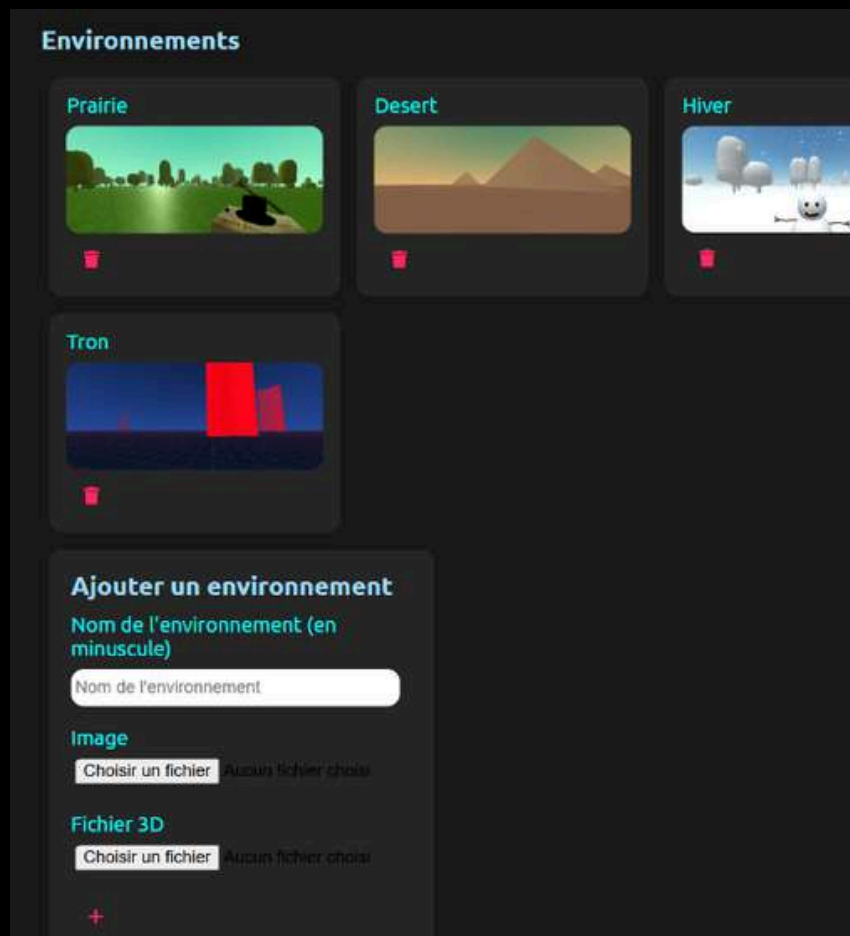 Environnements
Prairie
Desert
Hiver
Tron
Ajouter un environnement
Nom de l'environnement (en
minuscule)
Nom de l'environnement
Image
Choisir un fichier Aucun fichier choisi
Fichier 3D
Choisir un fichier Aucun fichier choisi
+